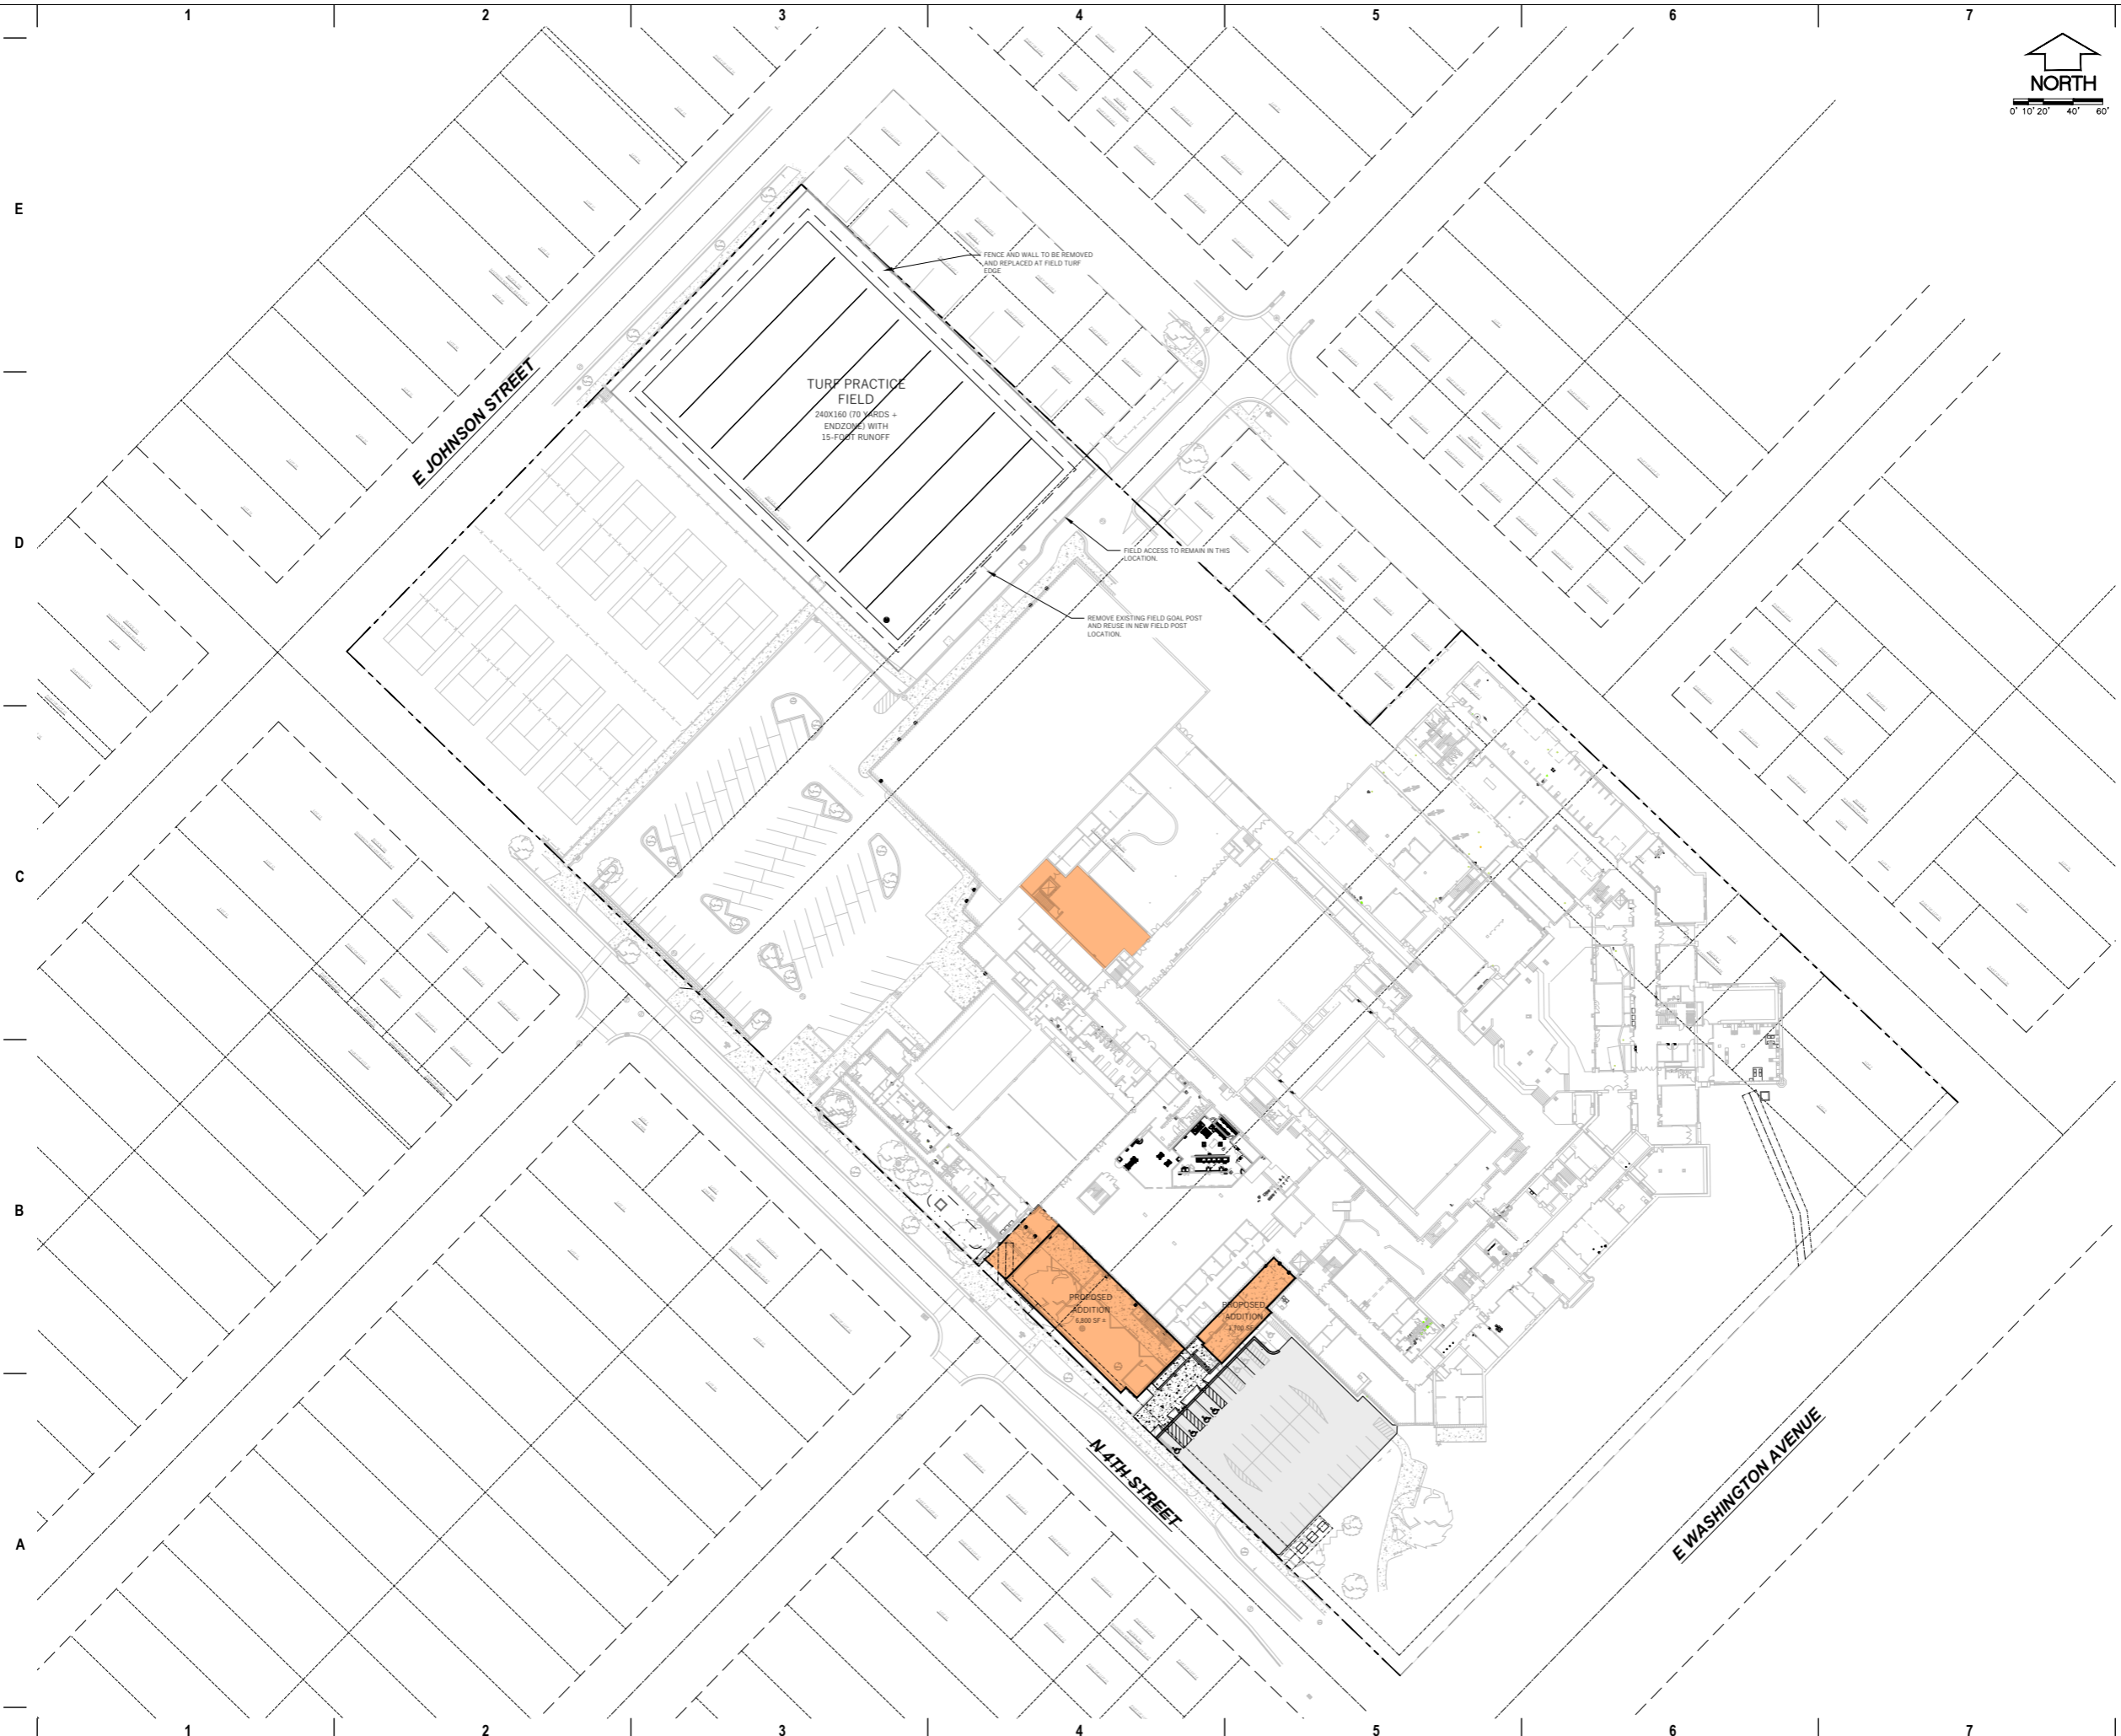 1 2 3 4 5 6 7
NORTH
0' 10' 20' 40' 60'
E
FENCE AND WALL TO BE REMOVED
AND REPLACED AT FIELD TURF
EDGE
E JOHNSON STREET
TURF PRACTICE
FIELD
240X160 (70 YARDS +
ENDZONE) WITH
15-FOOT RUNOFF
D
FIELD ACCESS TO REMAIN IN THIS
LOCATION.
REMOVE EXISTING FIELD GOAL POST
AND REUSE IN NEW FIELD POST
LOCATION.
C
B
PROPOSED
ADDITION
6,800 SF ±
PROPOSED
ADDITION
N 4TH STREET
E WASHINGTON AVENUE
A
1 2 3 4 5 6 7